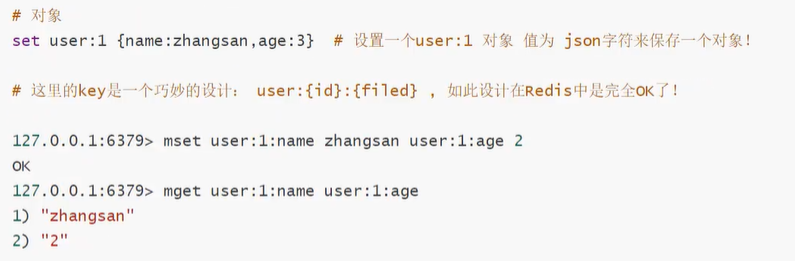 # 对象
set user:1 {name:zhangsan,age:3} # 设置一个user:1 对象 值为 json字符来保存一个对象！
# 这里的key是一个巧妙的设计： user:{id}:{filed} , 如此设计在Redis中是完全OK了！
127.0.0.1:6379> mset user:1:name zhangsan user:1:age 2
OK
127.0.0.1:6379> mget user:1:name user:1:age
1) "zhangsan"
2) "2"